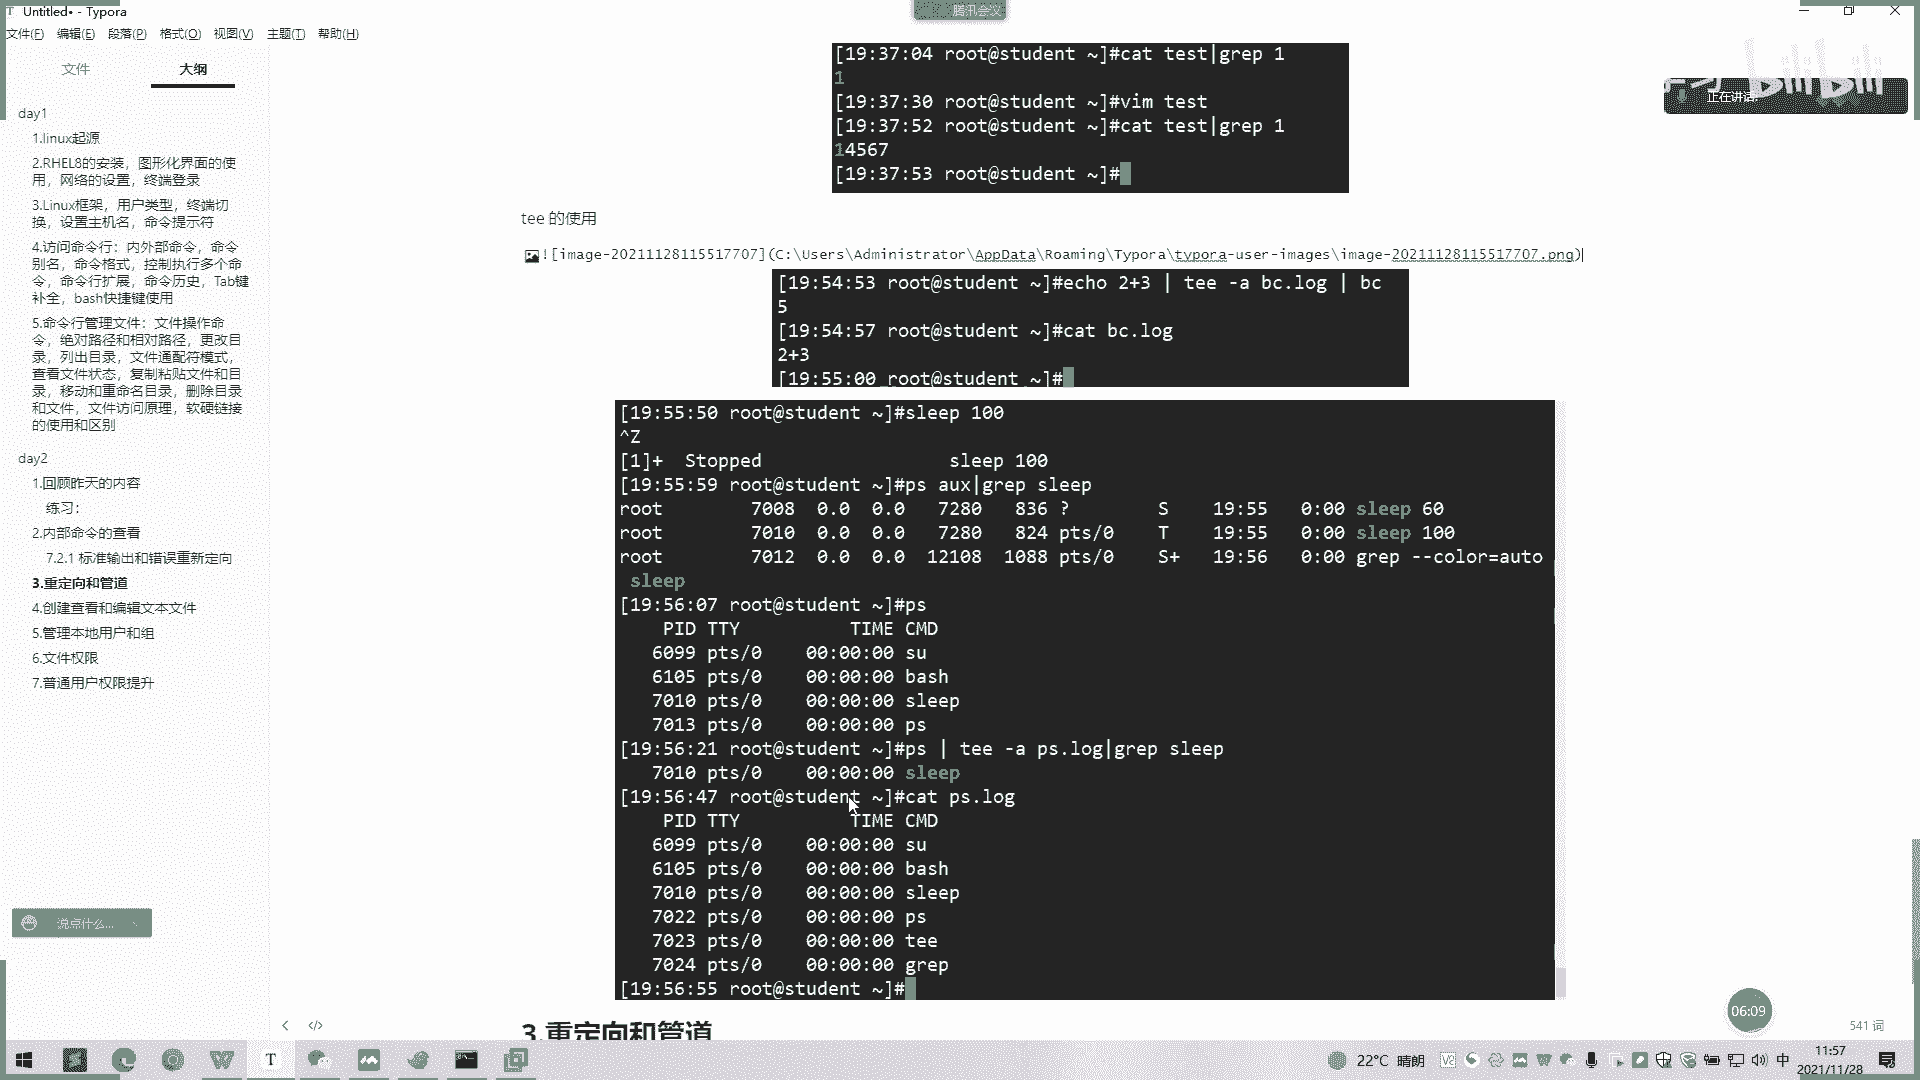 Untitled• - Typora
腾讯会议
文件(F) 编辑(E) 段落(P) 格式(O) 视图(V) 主题(T) 帮助(H)
文件 大纲
bilibili
正在讲话:
day1
1.linux起源
2.RHEL8的安装，图形化界面的使
用，网络的设置，终端登录
3.Linux框架，用户类型，终端切
换，设置主机名，命令提示符
4.访问命令行：内外部命令，命令
别名，命令格式，控制执行多个命
令，命令行扩展，命令历史，Tab键
补全，bash快捷键使用
5.命令行管理文件：文件操作命
令，绝对路径和相对路径，更改目
录，列出目录，文件通配符模式，
查看文件状态，复制粘贴文件和目
录，移动和重命名目录，删除目录
和文件，文件访问原理，软硬链接
的使用和区别
day2
1.回顾昨天的内容
练习：
2.内部命令的查看
7.2.1 标准输出和错误重新定向
3.重定向和管道
4.创建查看和编辑文本文件
5.管理本地用户和组
6.文件权限
7.普通用户权限提升
说点什么...
[19:37:04 root@student ~]#cat test|grep 1
1
[19:37:30 root@student ~]#vim test
[19:37:52 root@student ~]#cat test|grep 1
14567
[19:37:53 root@student ~]#
tee 的使用
![image-20211128115517707](C:\Users\Administrator\AppData\Roaming\Typora\typora-user-images\image-20211128115517707.png)
[19:54:53 root@student ~]#echo 2+3 | tee -a bc.log | bc
5
[19:54:57 root@student ~]#cat bc.log
2+3
[19:55:00 root@student ~]#
[19:55:50 root@student ~]#sleep 100
^Z
[1]+  Stopped                 sleep 100
[19:55:59 root@student ~]#ps aux|grep sleep
root        7008  0.0  0.0   7280   836 ?        S    19:55   0:00 sleep 60
root        7010  0.0  0.0   7280   824 pts/0    T    19:55   0:00 sleep 100
root        7012  0.0  0.0  12108  1088 pts/0    S+   19:56   0:00 grep --color=auto
sleep
[19:56:07 root@student ~]#ps
PID TTY          TIME CMD
6099 pts/0    00:00:00 su
6105 pts/0    00:00:00 bash
7010 pts/0    00:00:00 sleep
7013 pts/0    00:00:00 ps
[19:56:21 root@student ~]#ps | tee -a ps.log|grep sleep
7010 pts/0    00:00:00 sleep
[19:56:47 root@student ~]#cat ps.log
PID TTY          TIME CMD
6099 pts/0    00:00:00 su
6105 pts/0    00:00:00 bash
7010 pts/0    00:00:00 sleep
7022 pts/0    00:00:00 ps
7023 pts/0    00:00:00 tee
7024 pts/0    00:00:00 grep
[19:56:55 root@student ~]#
3.重定向和管道
06:09
541 词
22°C 晴朗
中
11:57
2021/11/28